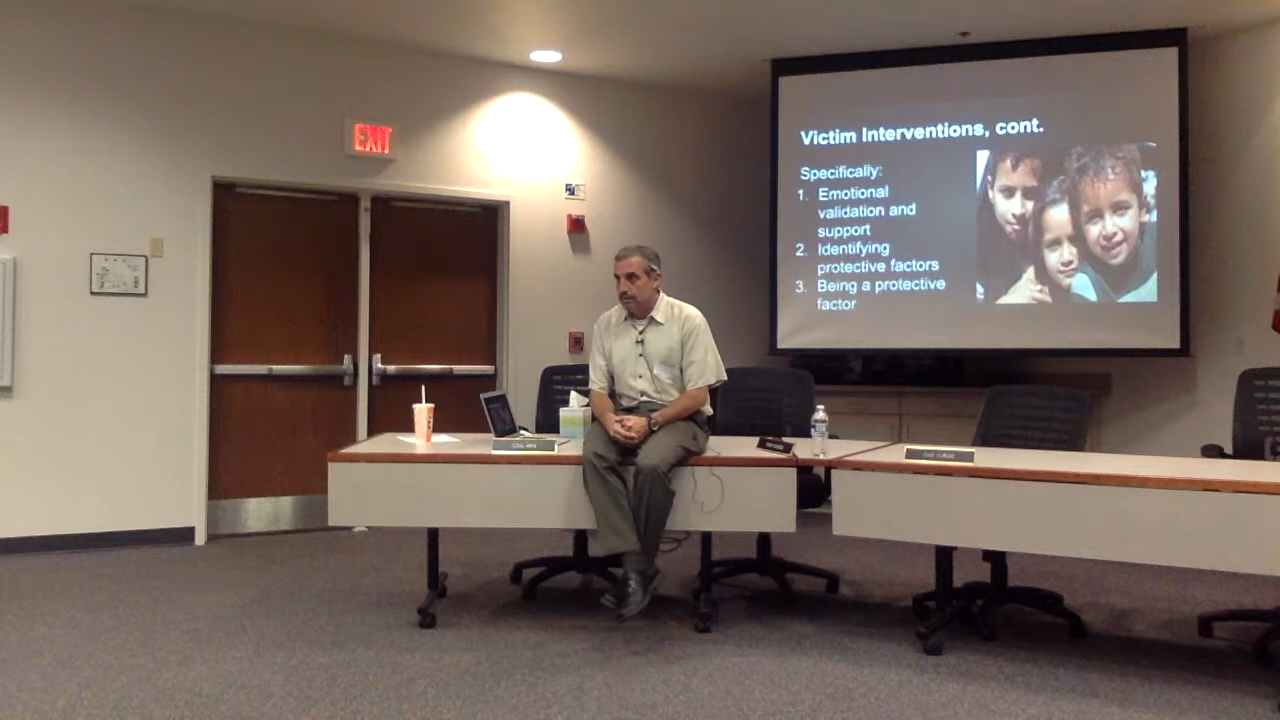 EXIT
Victim Interventions, cont.
Specifically:
1. Emotional
validation and
support
2. Identifying
protective factors
3. Being a protective
factor